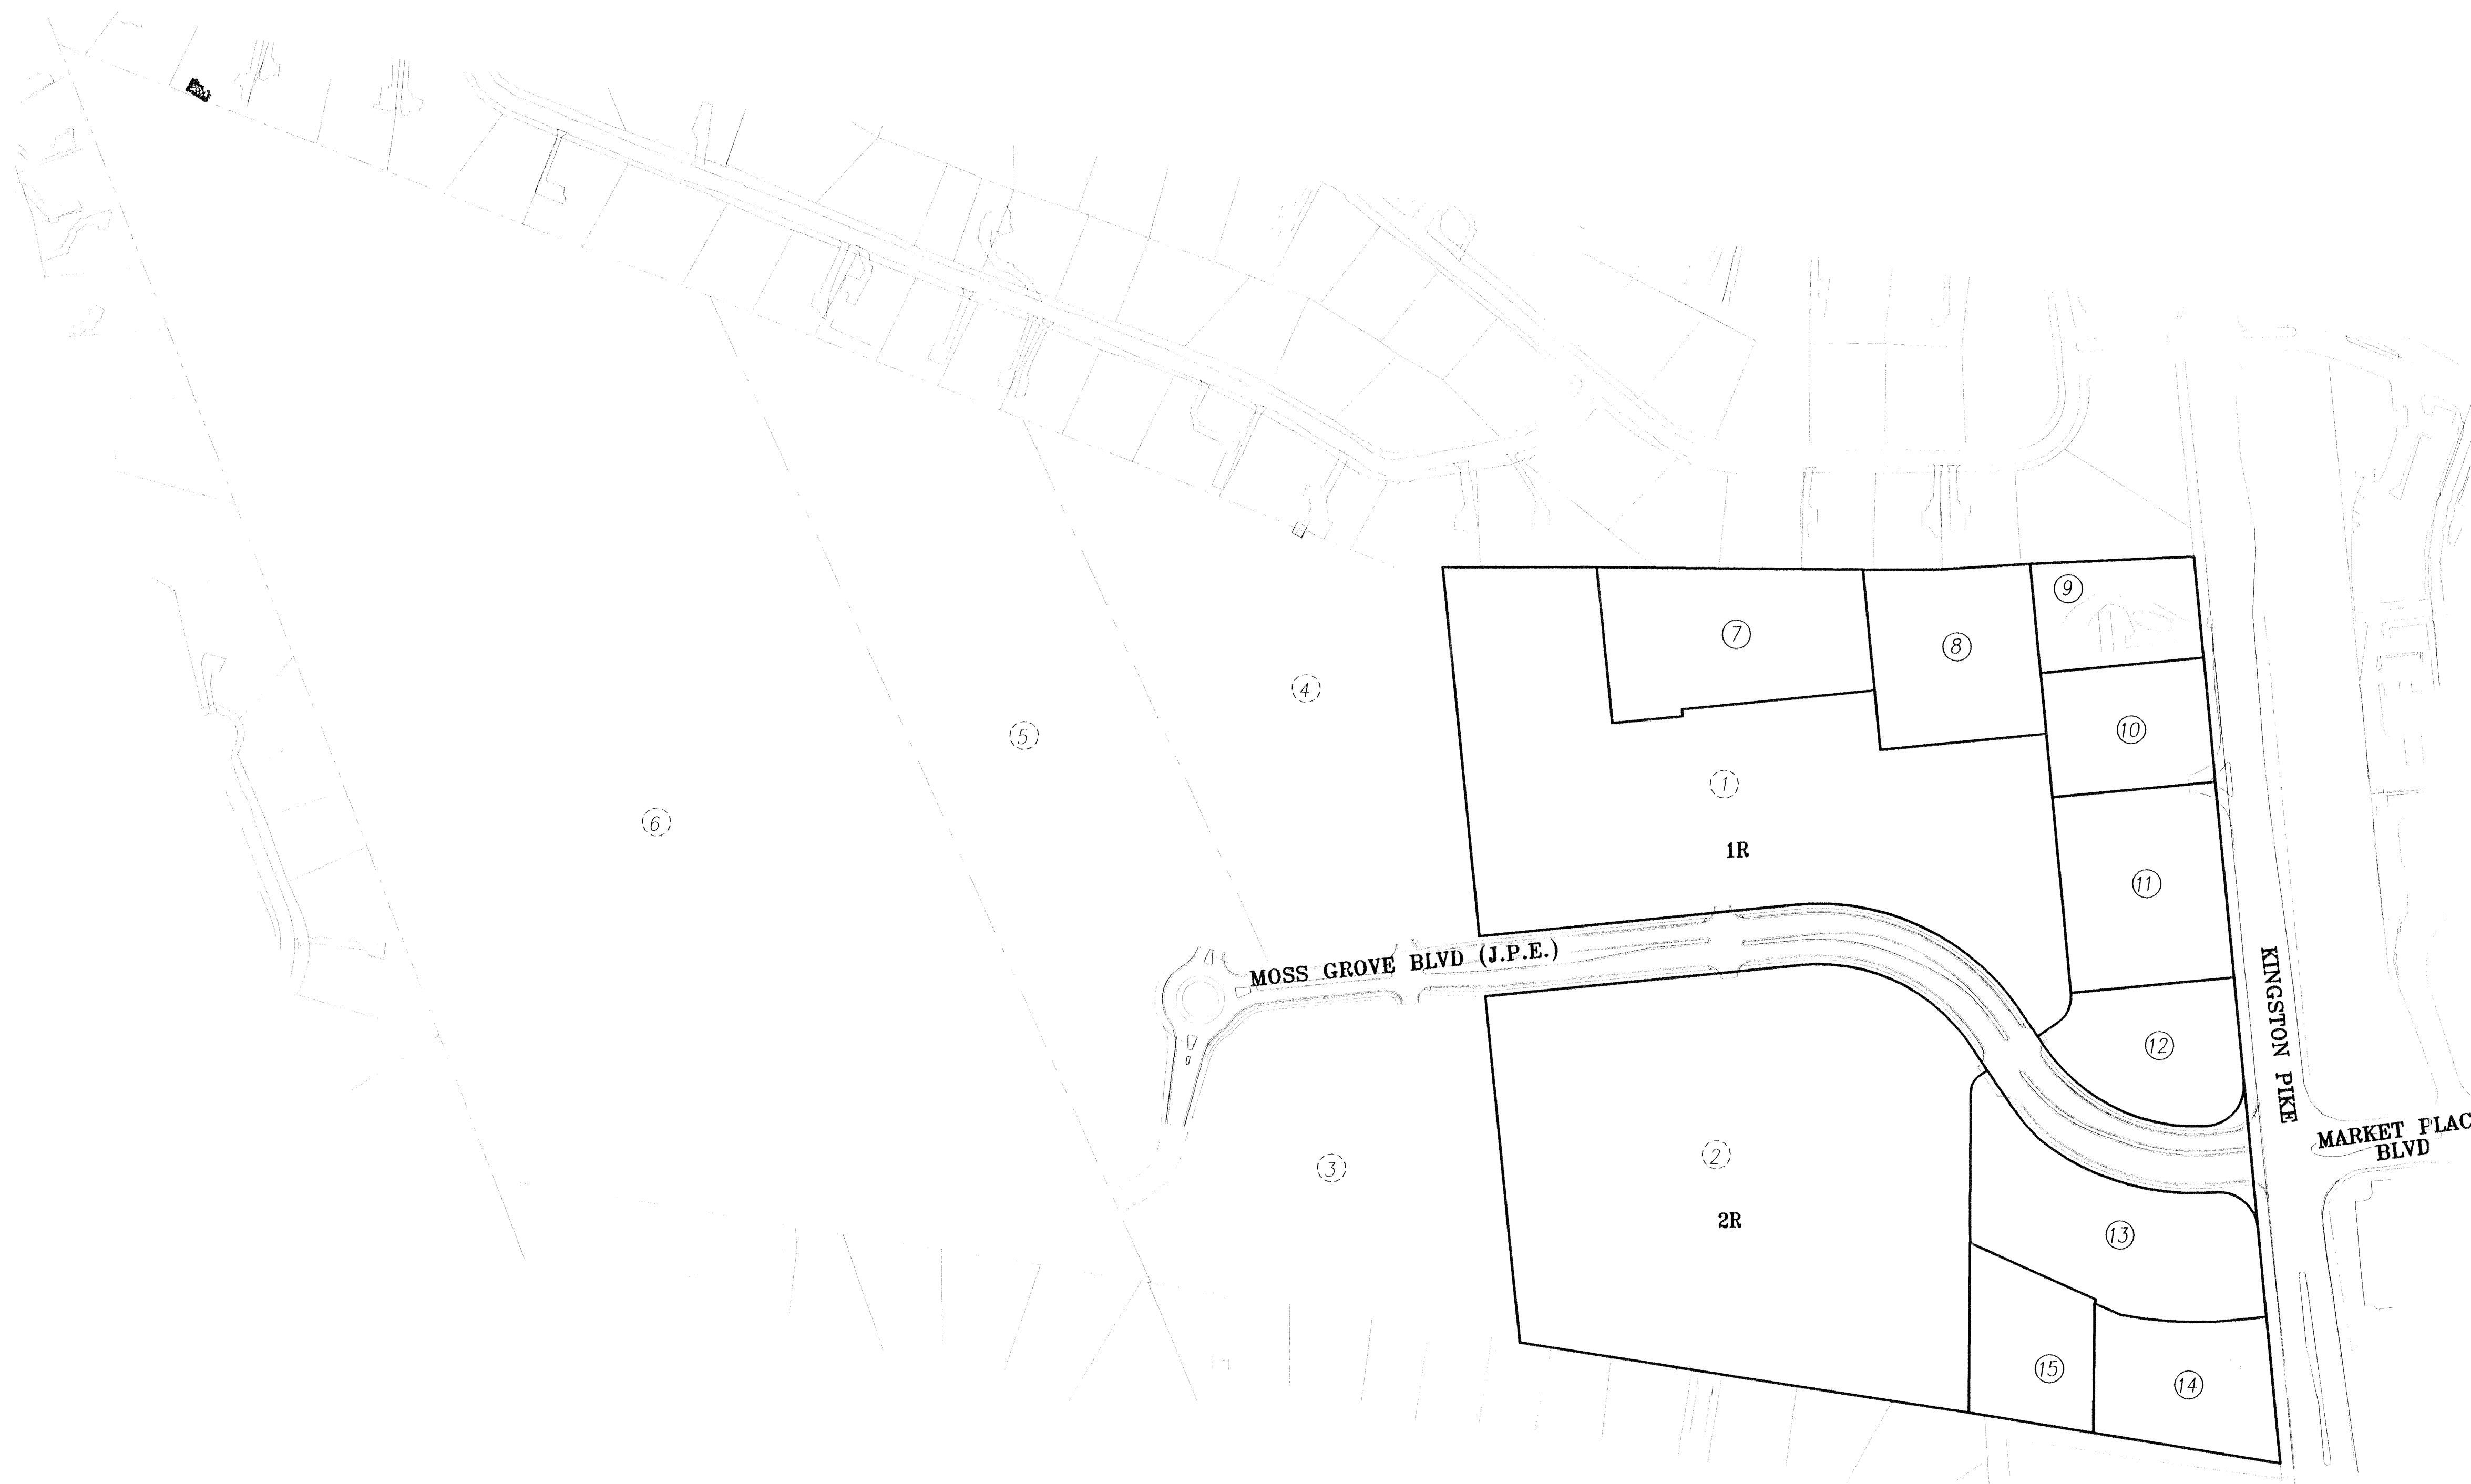 9
7
8
4
10
5
1
6
1R
11
MOSS GROVE BLVD (J.P.E.)
KINGSTON PIKE
12
MARKET PLAC
BLVD
2
3
2R
13
15
14